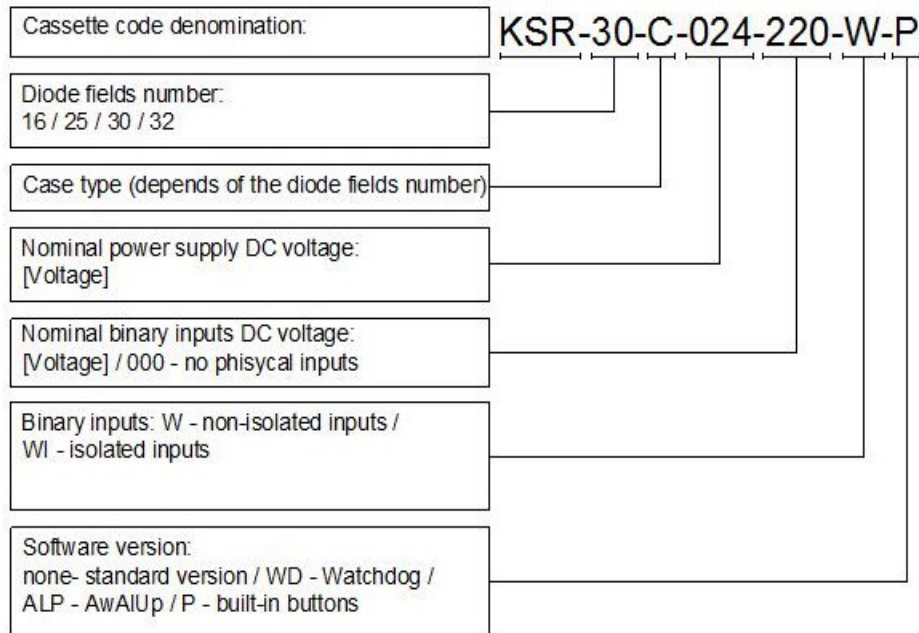 Cassette code denomination:
KSR-30-C-024-220-W-P
Diode fields number:
16 / 25 / 30 / 32
Case type (depends of the diode fields number)
Nominal power supply DC voltage:
[Voltage]
Nominal binary inputs DC voltage:
[Voltage] / 000 - no phisycal inputs
Binary inputs: W - non-isolated inputs /
WI - isolated inputs
Software version:
none- standard version / WD - Watchdog /
ALP - AwAlUp / P - built-in buttons